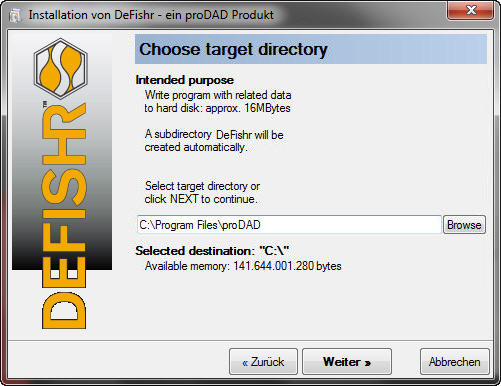 Installation von DeFishr - ein proDAD Produkt
DEFISHR™
Choose target directory
Intended purpose
Write program with related data
to hard disk: approx. 16MBytes
A subdirectory DeFishr will be
created automatically.
Select target directory or
click NEXT to continue.
C:\Program Files\proDAD
Browse
Selected destination: "C:\"
Available memory: 141.644.001.280 bytes
« Zurück
Weiter »
Abbrechen